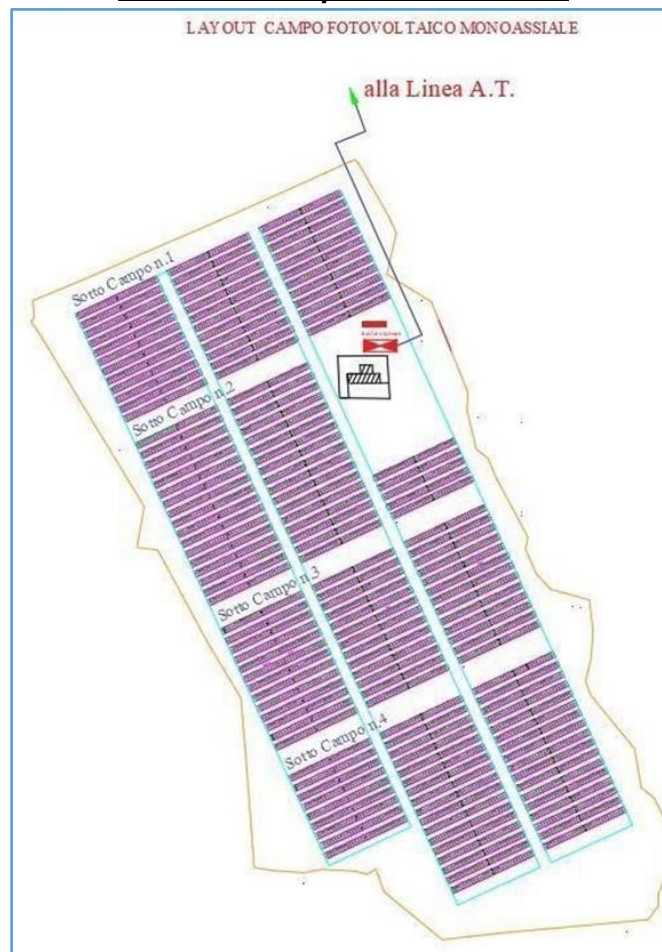 LAYOUT CAMPO FOTOVOLTAICO MONOASSIALE
alla Linea A.T.
Sotto Campo n.1
Sotto Campo n.2
Sotto Campo n.3
Sotto Campo n.4